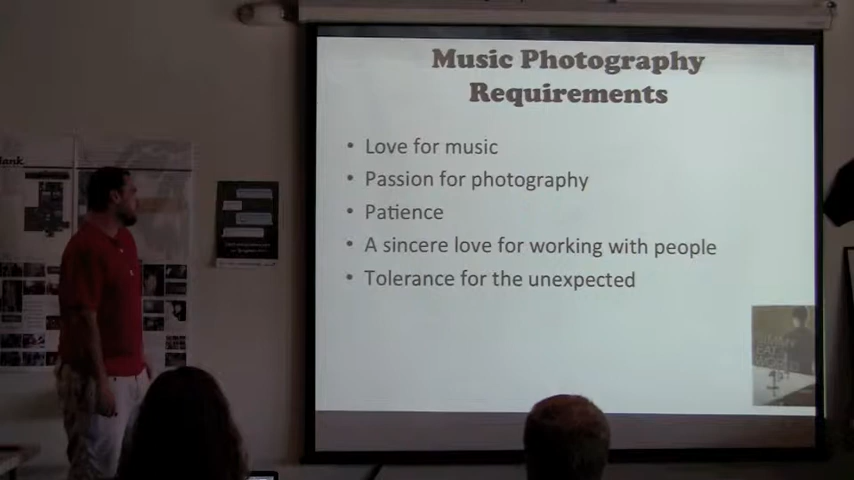 Music Photography
Requirements
• Love for music
• Passion for photography
• Patience
• A sincere love for working with people
• Tolerance for the unexpected